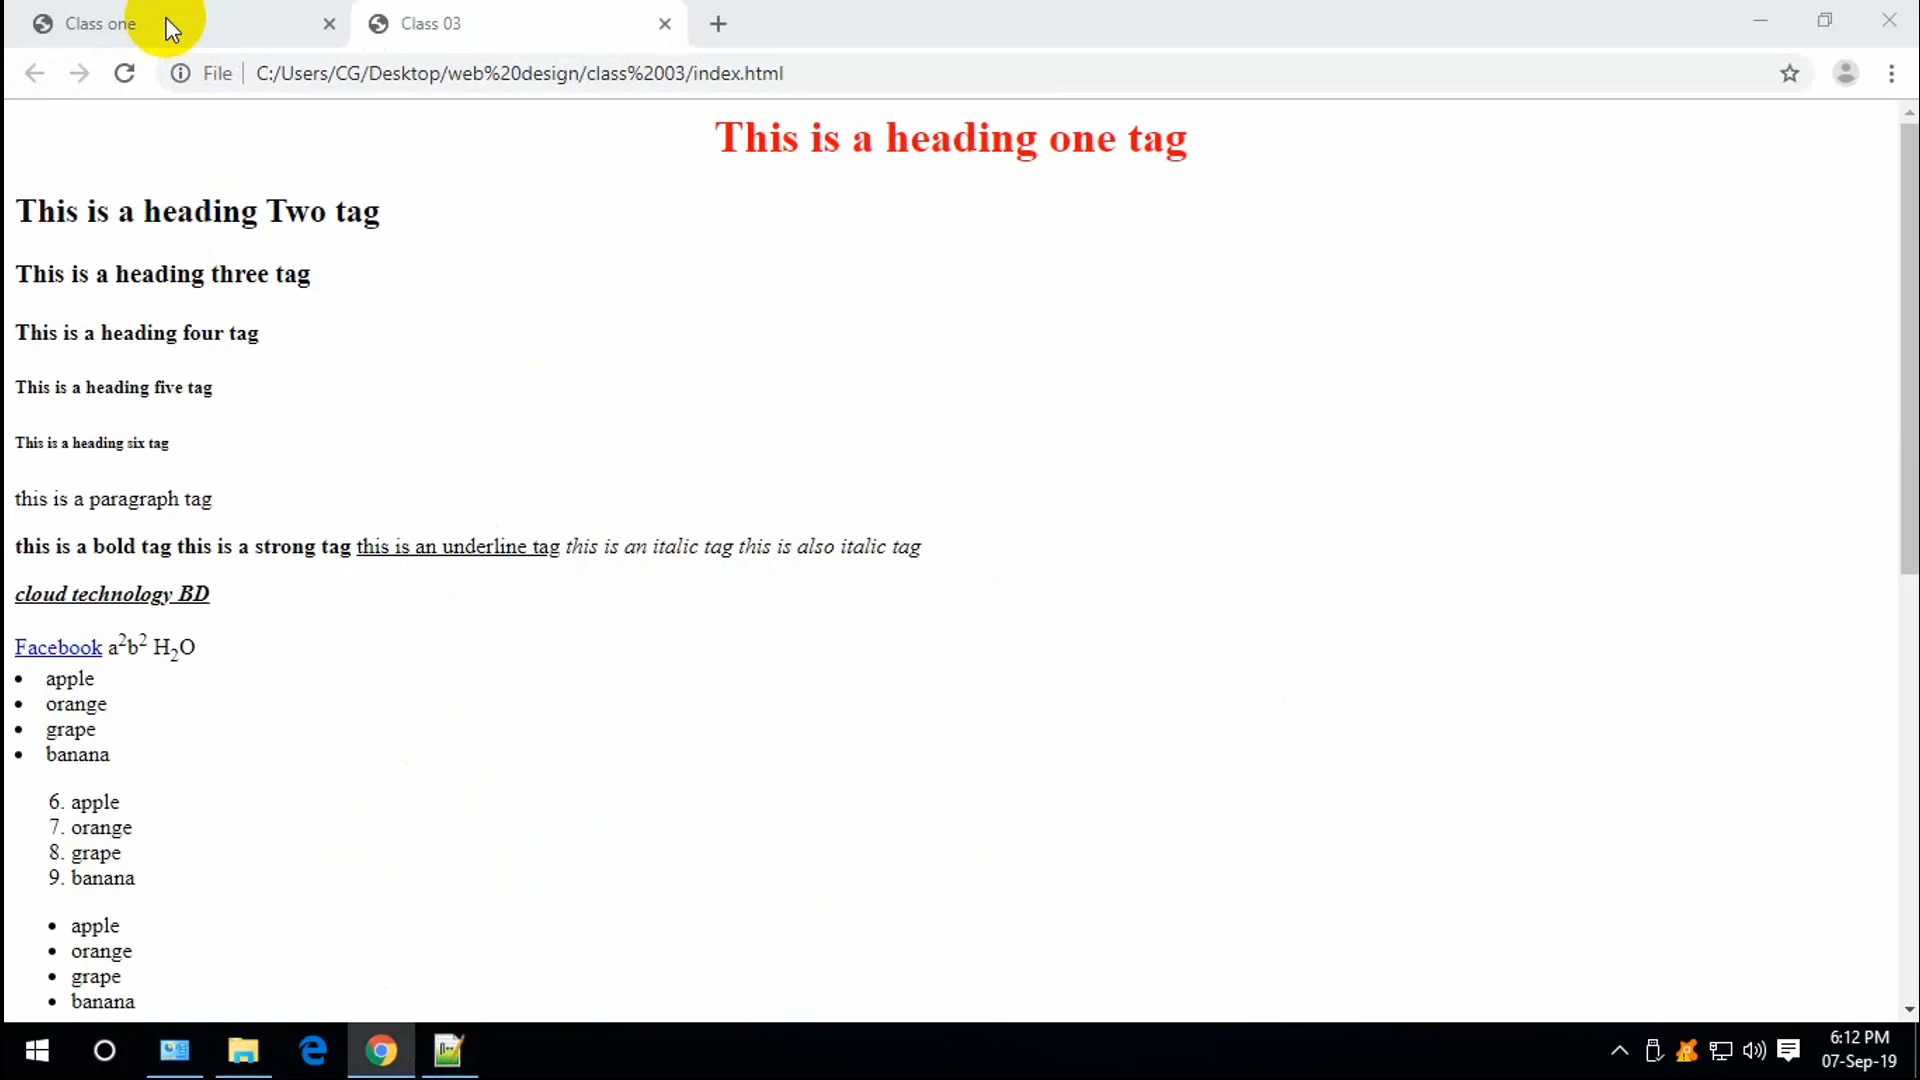 Class one
Class 03
File
C:/Users/CG/Desktop/web%20design/class%2003/index.html
This is a heading one tag
This is a heading Two tag
This is a heading three tag
This is a heading four tag
This is a heading five tag
This is a heading six tag
this is a paragraph tag
this is a bold tag this is a strong tag this is an underline tag this is an italic tag this is also italic tag
cloud technology BD
Facebook a²b² H₂O
• apple
• orange
• grape
• banana
6. apple
7. orange
8. grape
9. banana
• apple
• orange
• grape
• banana
6:12 PM
07-Sep-19